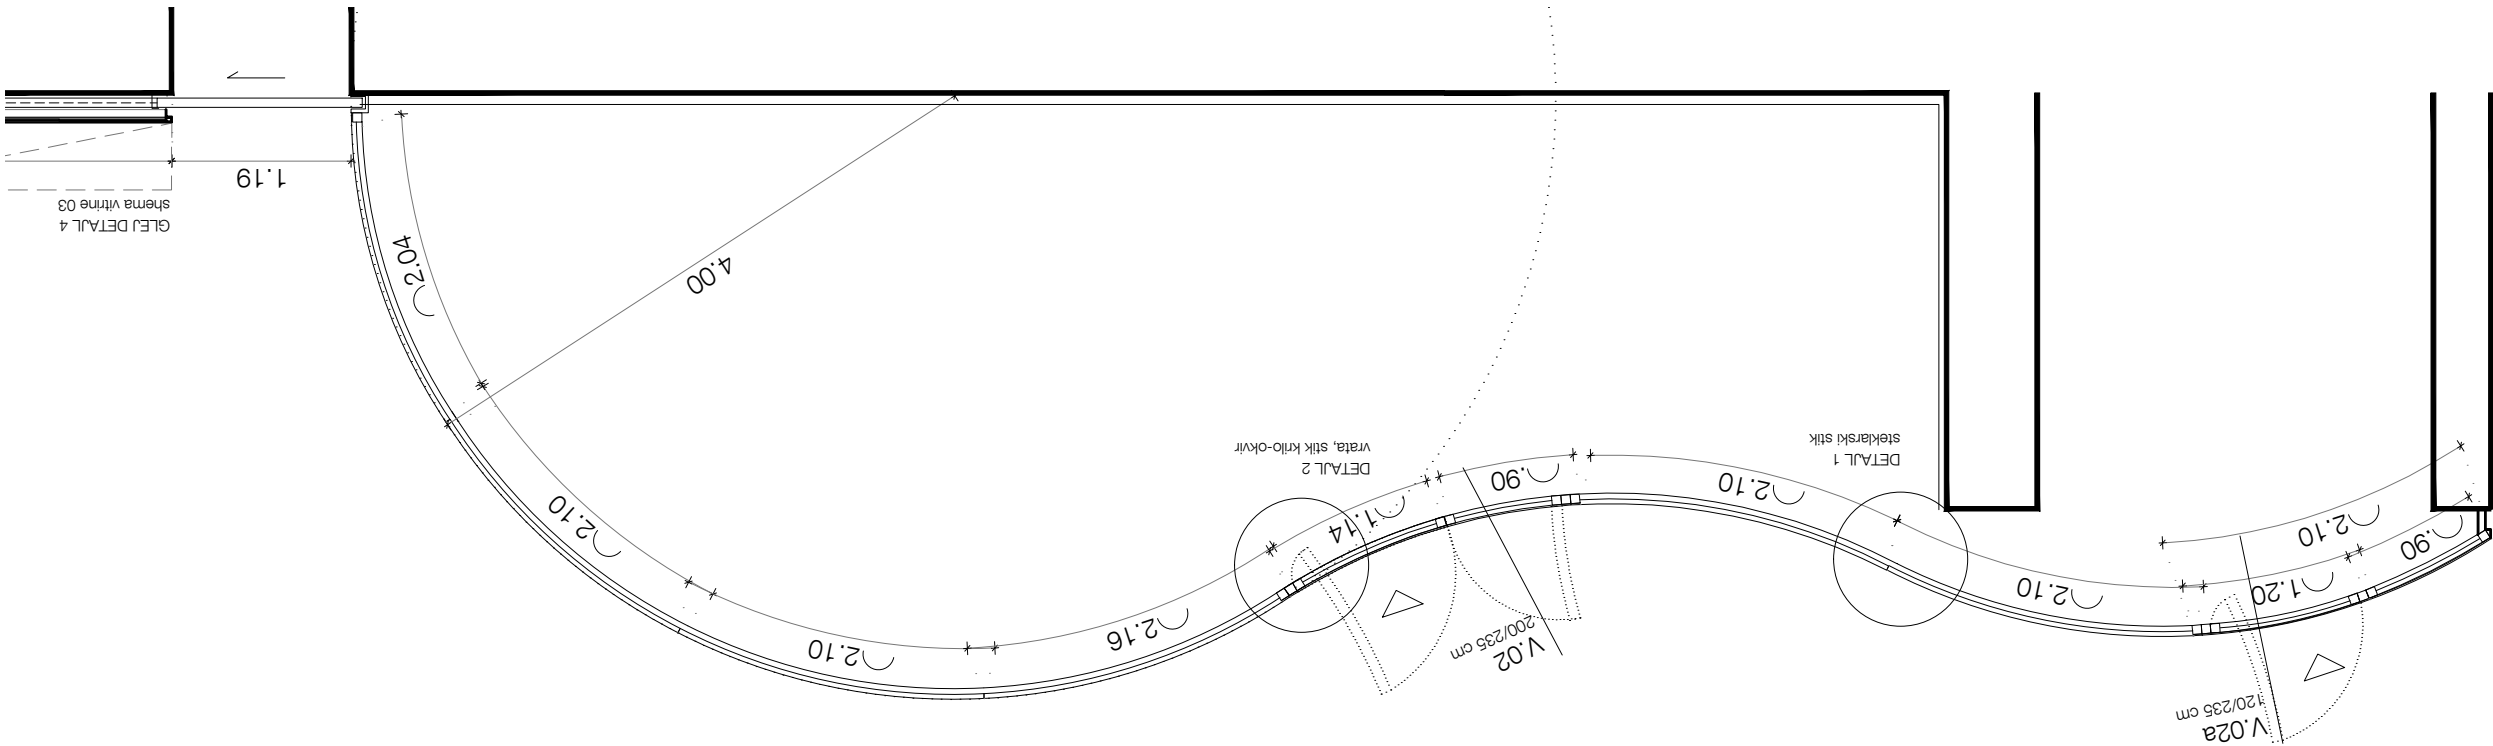 GLEJ DETAJL 4
shema vitrine 03
1.19
2.04
4.00
2.10
2.10
2.16
DETAJL 2
vrata, stik krilo-okvir
1.14
.90
V.02
200/235 cm
2.10
DETAJL 1
steklarski stik
2.10
2.10
1.20
.90
V.02a
120/235 cm